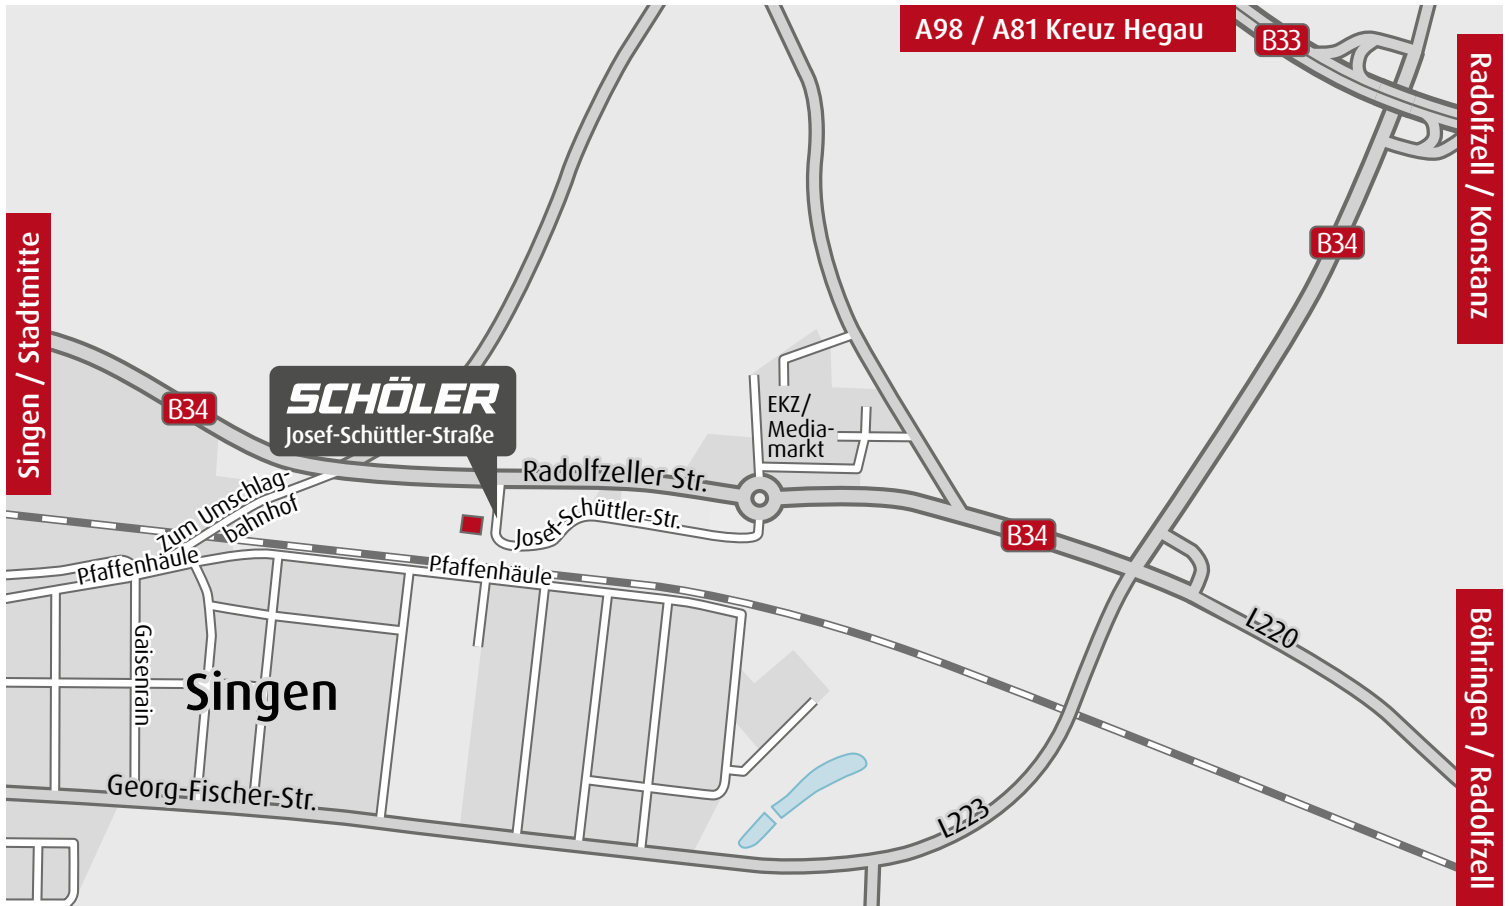 A98 / A81 Kreuz Hegau
B33
Radolfzell / Konstanz
B34
Singen / Stadtmitte
B34
SCHÖLER
Josef-Schüttler-Straße
EKZ/
Media-
markt
Radolfzeller Str.
Zum Umschlag-
bahnhof
Josef-Schüttler-Str.
B34
Pfaffenhäule
Pfaffenhäule
L220
Gaisenrain
Singen
Böhringen / Radolfzell
Georg-Fischer-Str.
L223